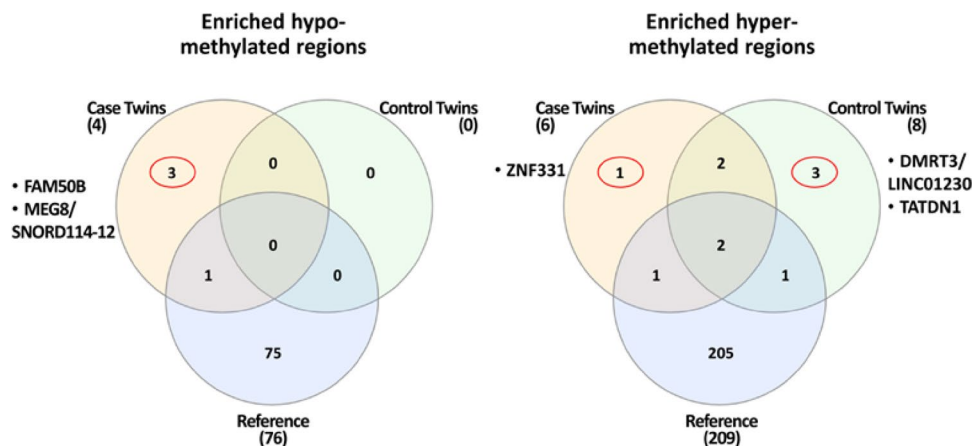 Enriched hypo-
methylated regions
Case Twins
(4)
Control Twins
(0)
3
0
0
• FAM50B
• MEG8/
SNORD114-12
0
1
0
75
Reference
(76)
Enriched hyper-
methylated regions
Case Twins
(6)
Control Twins
(8)
• ZNF331
1
2
3
• DMRT3/
LINC01230
• TATDN1
2
1
1
205
Reference
(209)